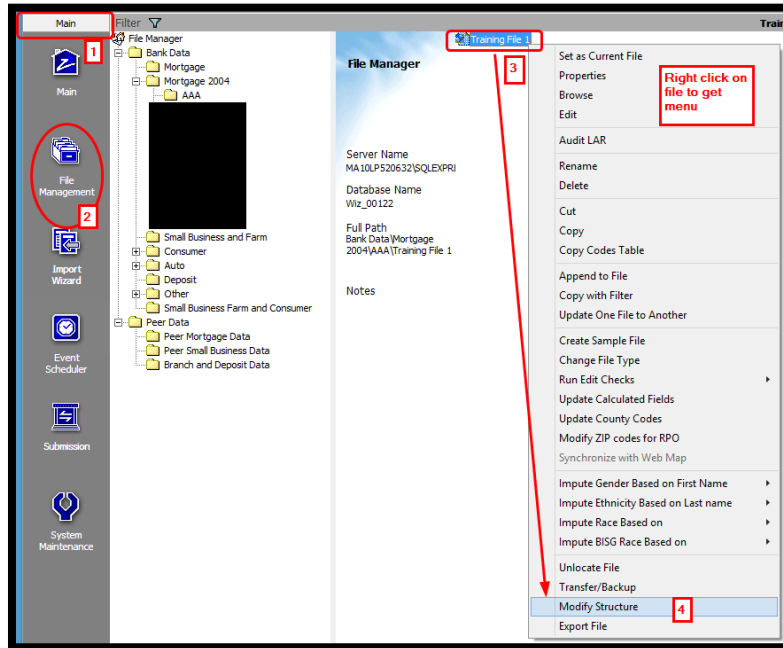 Main
Filter
Train
1
Main
File
Management
2
Import
Wizard
Event
Scheduler
Submission
System
Maintenance
File Manager
Bank Data
Mortgage
Mortgage 2004
AAA
Small Business and Farm
Consumer
Auto
Deposit
Other
Small Business Farm and Consumer
Peer Data
Peer Mortgage Data
Peer Small Business Data
Branch and Deposit Data
Training File 1
File Manager
3
Server Name
MA10LP520632\SQLEXPRI
Database Name
Wiz_00122
Full Path
Bank Data\Mortgage
2004\AAA\Training File 1
Notes
Set as Current File
Properties
Browse
Edit
Right click on
file to get
menu
Audit LAR
Rename
Delete
Cut
Copy
Copy Codes Table
Append to File
Copy with Filter
Update One File to Another
Create Sample File
Change File Type
Run Edit Checks
Update Calculated Fields
Update County Codes
Modify ZIP codes for RPO
Synchronize with Web Map
Impute Gender Based on First Name
Impute Ethnicity Based on Last name
Impute Race Based on
Impute BISG Race Based on
Unlocate File
Transfer/Backup
Modify Structure
4
Export File